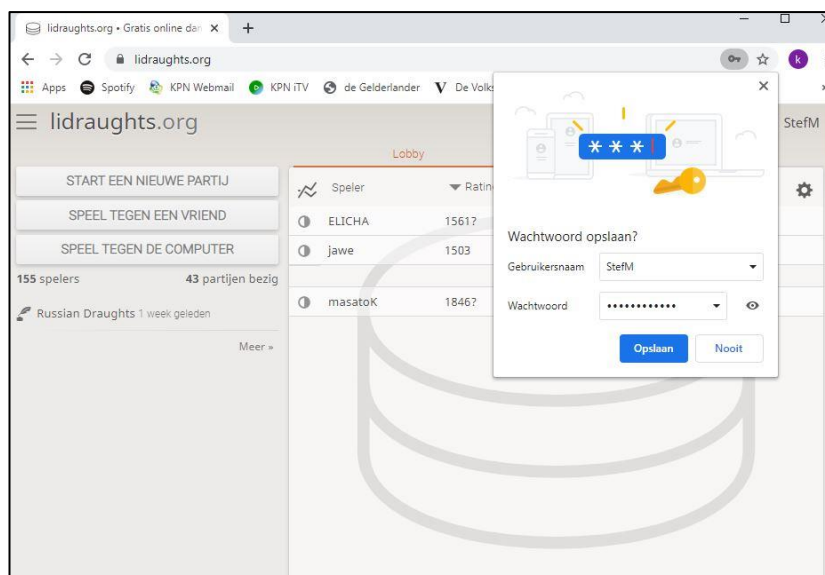 lidraughts.org • Gratis online da
lidraughts.org
k
Apps Spotify KPN Webmail KPN iTV de Gelderlander De Volks
lidraughts.org
StefM
Lobby
START EEN NIEUWE PARTIJ
SPEEL TEGEN EEN VRIEND
SPEEL TEGEN DE COMPUTER
155 spelers 43 partijen bezig
Russian Draughts 1 week geleden
Meer »
Speler Ratin
ELICHA 1561?
jawe 1503
masatoK 1846?
***
Wachtwoord opslaan?
Gebruikersnaam StefM
Wachtwoord ••••••••••••
Opslaan Nooit